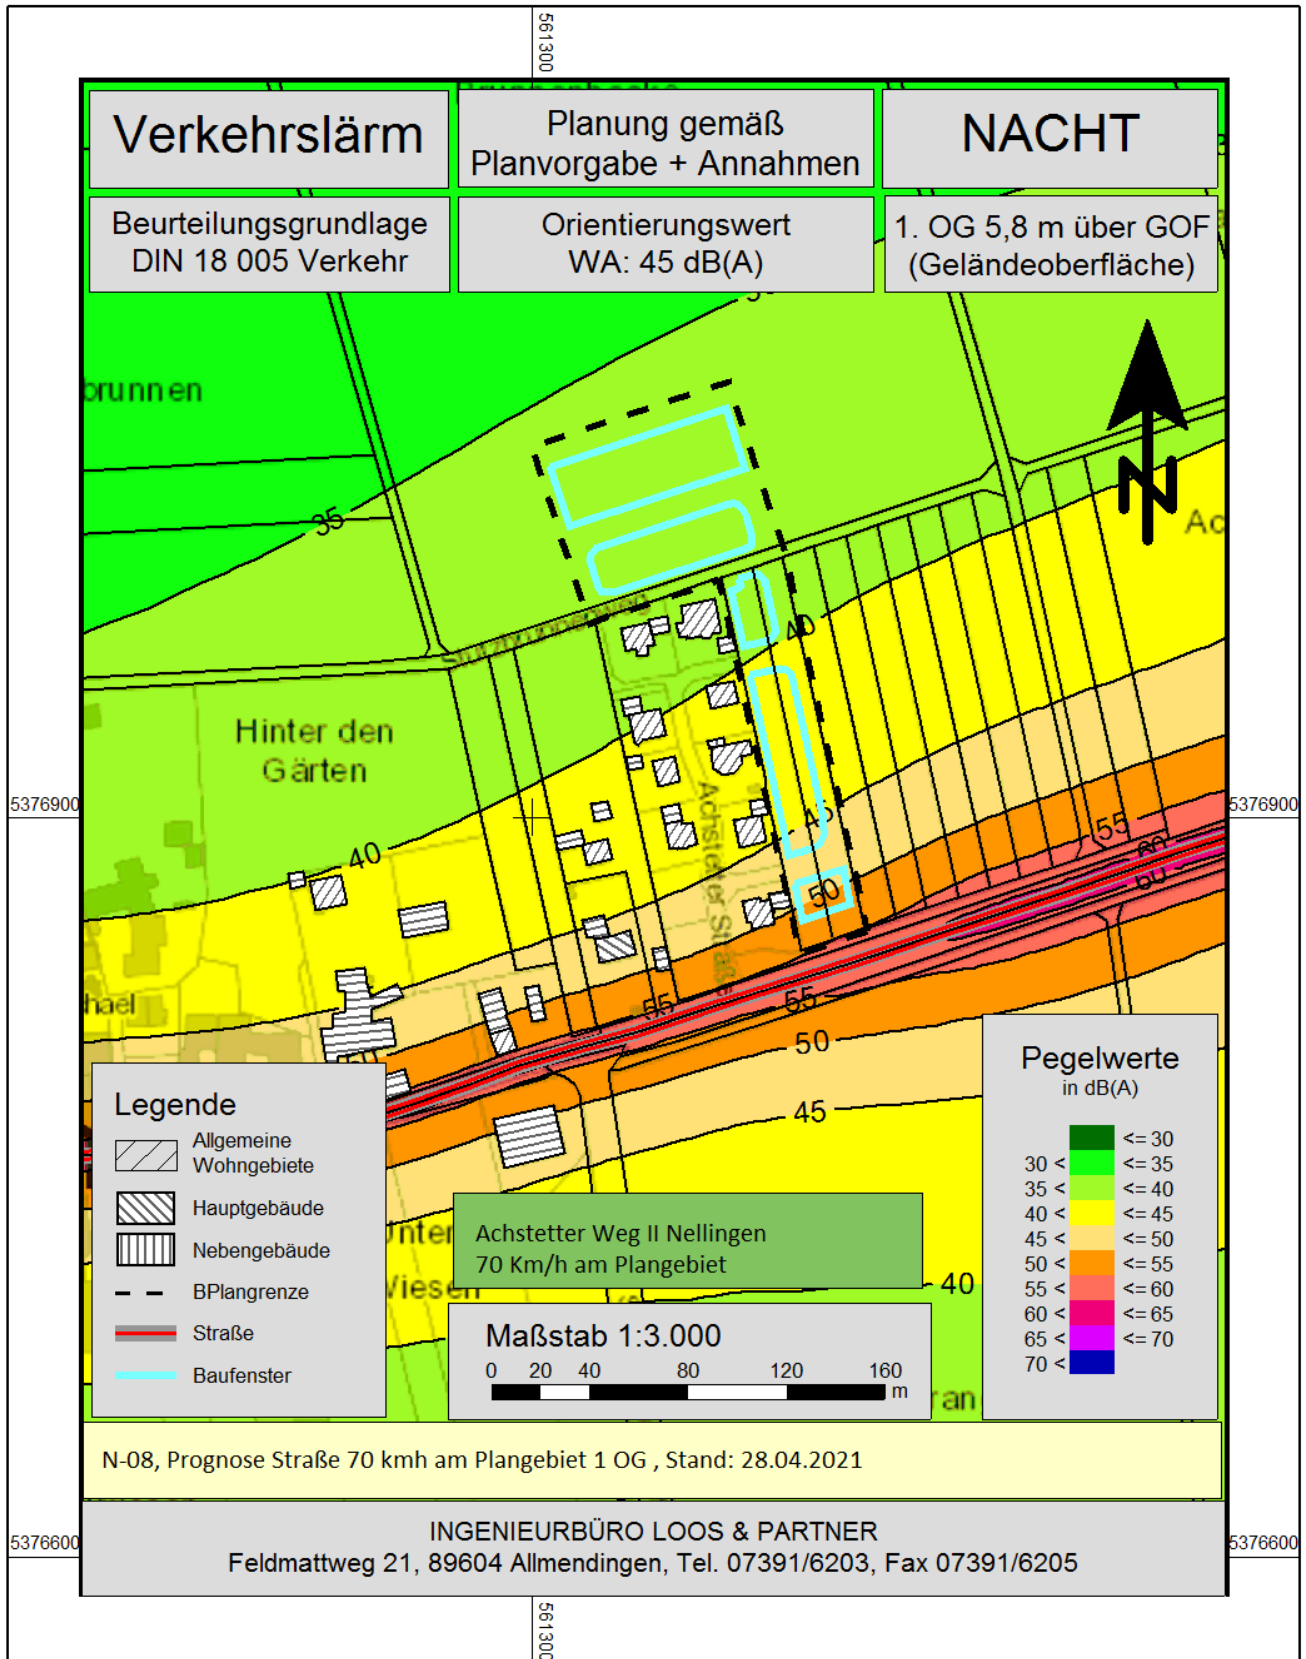 561300
Verkehrslärm
Planung gemäß
Planvorgabe + Annahmen
NACHT
Beurteilungsgrundlage
DIN 18 005 Verkehr
Orientierungswert
WA: 45 dB(A)
1. OG 5,8 m über GOF
(Geländeoberfläche)
brunnen
N
35
Ac
Sturzbrunnenweg
40
Hinter den
Gärten
Achstetter Straße
5376900
5376900
45
55
60
40
60
50
hael
55
55
50
45
Pegelwerte
in dB(A)
<= 30
30 < <= 35
35 < <= 40
40 < <= 45
45 < <= 50
50 < <= 55
55 < <= 60
60 < <= 65
65 < <= 70
70 <
Legende
Allgemeine
Wohngebiete
Hauptgebäude
Nebengebäude
BPlangrenze
Straße
Baufenster
Unter
Wiesen
Achstetter Weg II Nellingen
70 Km/h am Plangebiet
40
Maßstab 1:3.000
0 20 40 80 120 160
m
ran
N-08, Prognose Straße 70 kmh am Plangebiet 1 OG , Stand: 28.04.2021
INGENIEURBÜRO LOOS & PARTNER
Feldmattweg 21, 89604 Allmendingen, Tel. 07391/6203, Fax 07391/6205
5376600
5376600
561300